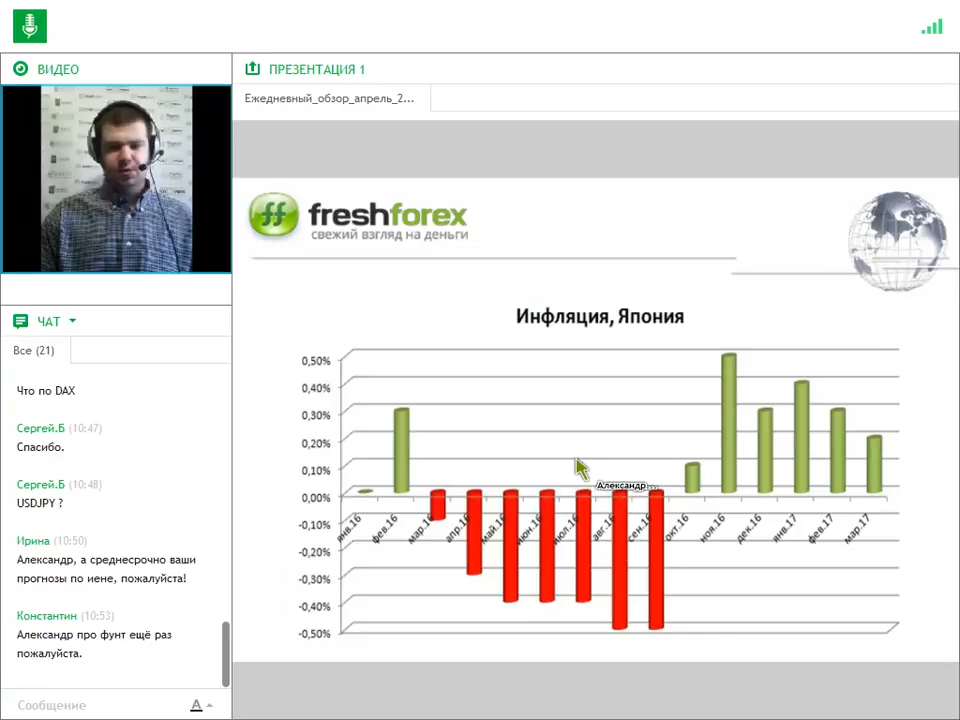 ВИДЕО
ПРЕЗЕНТАЦИЯ 1
Ежедневный_обзор_апрель_2...
freshforex
свежий взгляд на деньги
Инфляция, Япония
0,50%
0,40%
0,30%
0,20%
0,10%
0,00%
-0,10%
-0,20%
-0,30%
-0,40%
-0,50%
янв.16
фев.16
мар.16
апр.16
май.16
июн.16
июл.16
авг.16
сен.16
окт.16
ноя.16
дек.16
янв.17
фев.17
мар.17
Александр...
ЧАТ
Все (21)
Что по DAX
Сергей.Б (10:47)
Спасибо.
Сергей.Б (10:48)
USDJPY ?
Ирина (10:50)
Александр, а среднесрочно ваши
прогнозы по иене, пожалуйста!
Константин (10:53)
Александр про фунт ещё раз
пожалуйста.
Сообщение
A